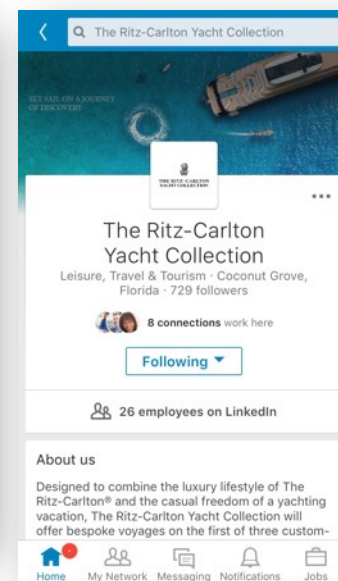 The Ritz-Carlton Yacht Collection
SET SAIL ON A JOURNEY
OF DISCOVERY
THE RITZ-CARLTON
YACHT COLLECTION
The Ritz-Carlton
Yacht Collection
Leisure, Travel & Tourism · Coconut Grove,
Florida · 729 followers
8 connections work here
Following
26 employees on LinkedIn
About us
Designed to combine the luxury lifestyle of The
Ritz-Carlton® and the casual freedom of a yachting
vacation, The Ritz-Carlton Yacht Collection will
offer bespoke voyages on the first of three custom-
Home My Network Messaging Notifications Jobs